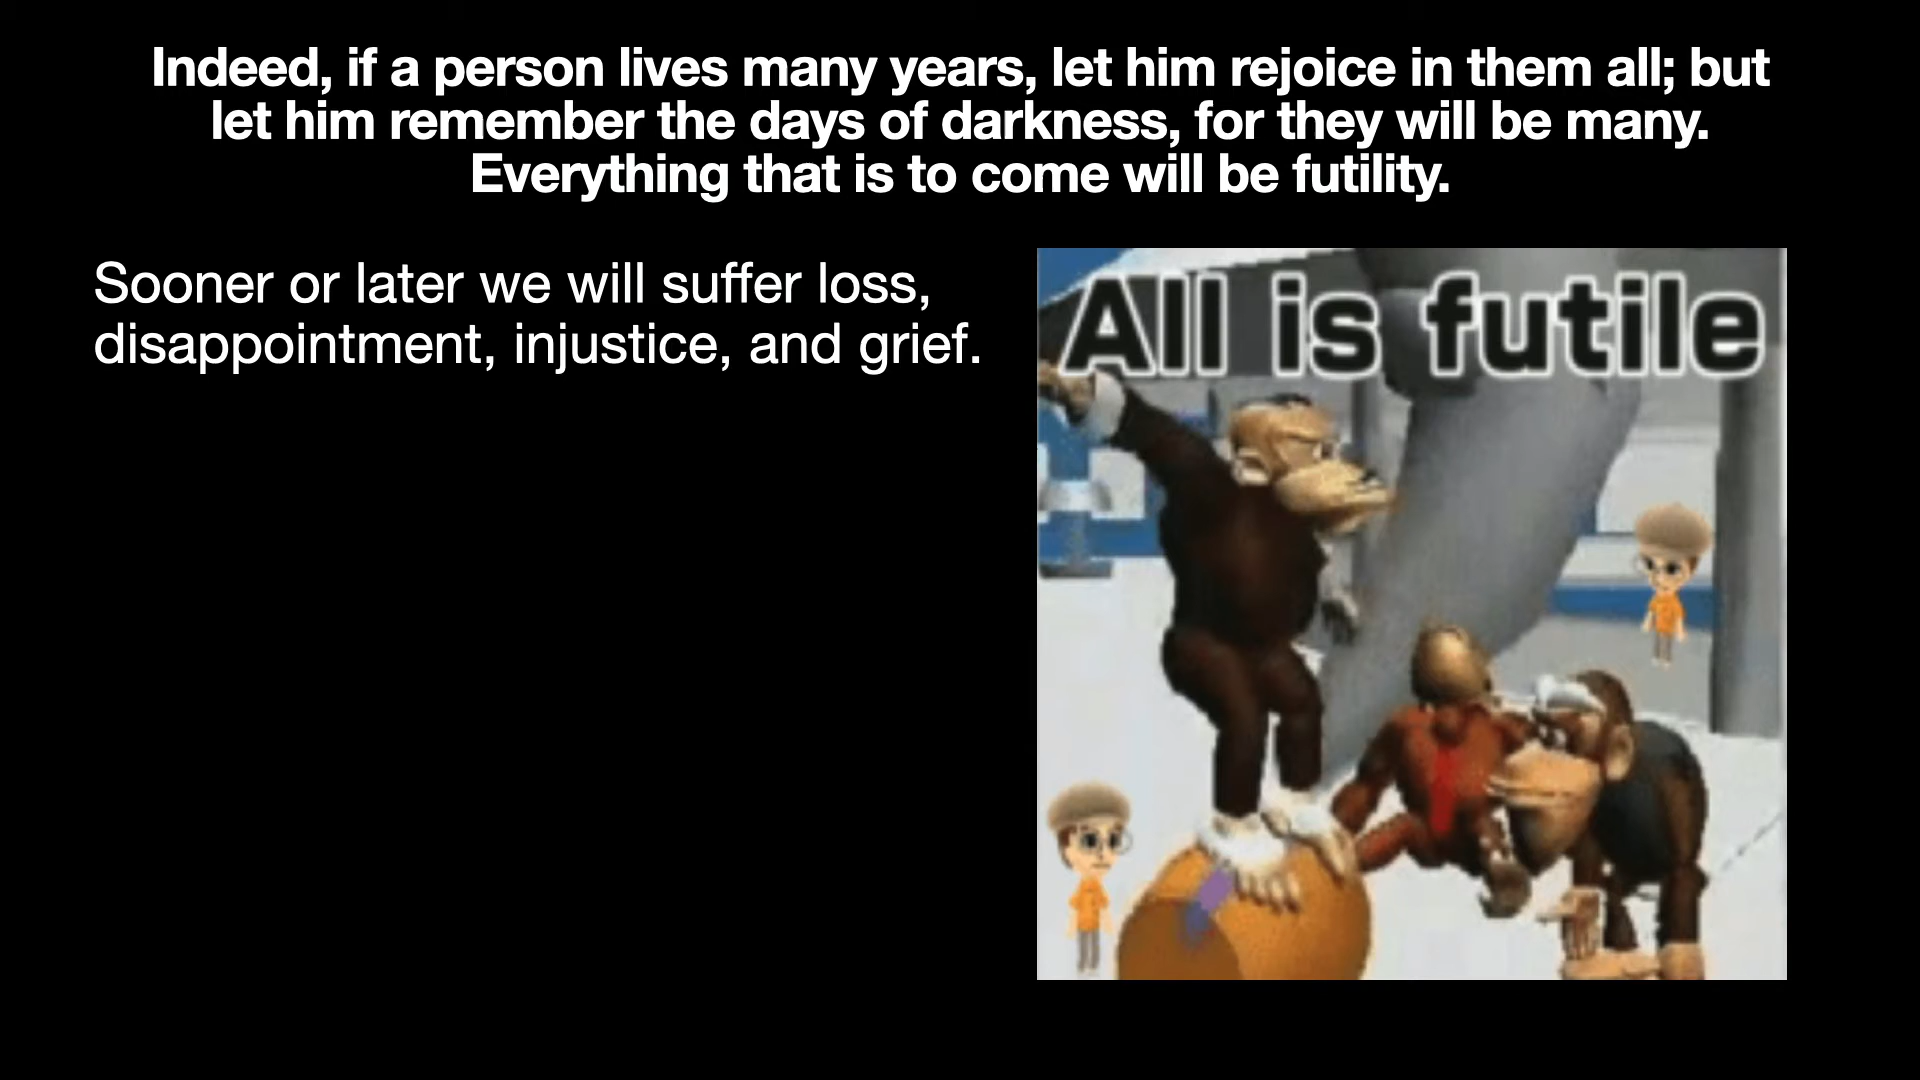 Indeed, if a person lives many years, let him rejoice in them all; but
let him remember the days of darkness, for they will be many.
Everything that is to come will be futility.
Sooner or later we will suffer loss,
disappointment, injustice, and grief.
All is futile